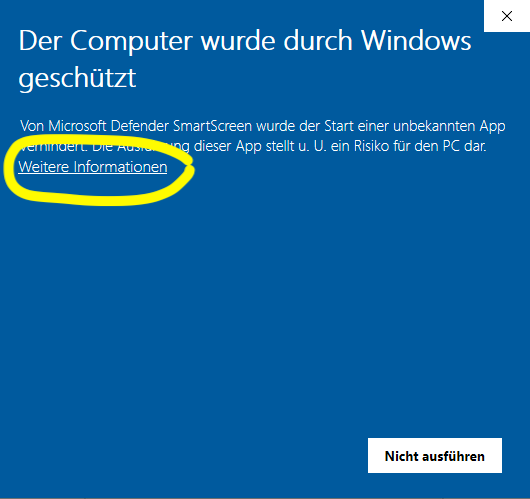 Der Computer wurde durch Windows
geschützt
Von Microsoft Defender SmartScreen wurde der Start einer unbekannten App
verhindert. Die Ausführung dieser App stellt u. U. ein Risiko für den PC dar.
Weitere Informationen
Nicht ausführen